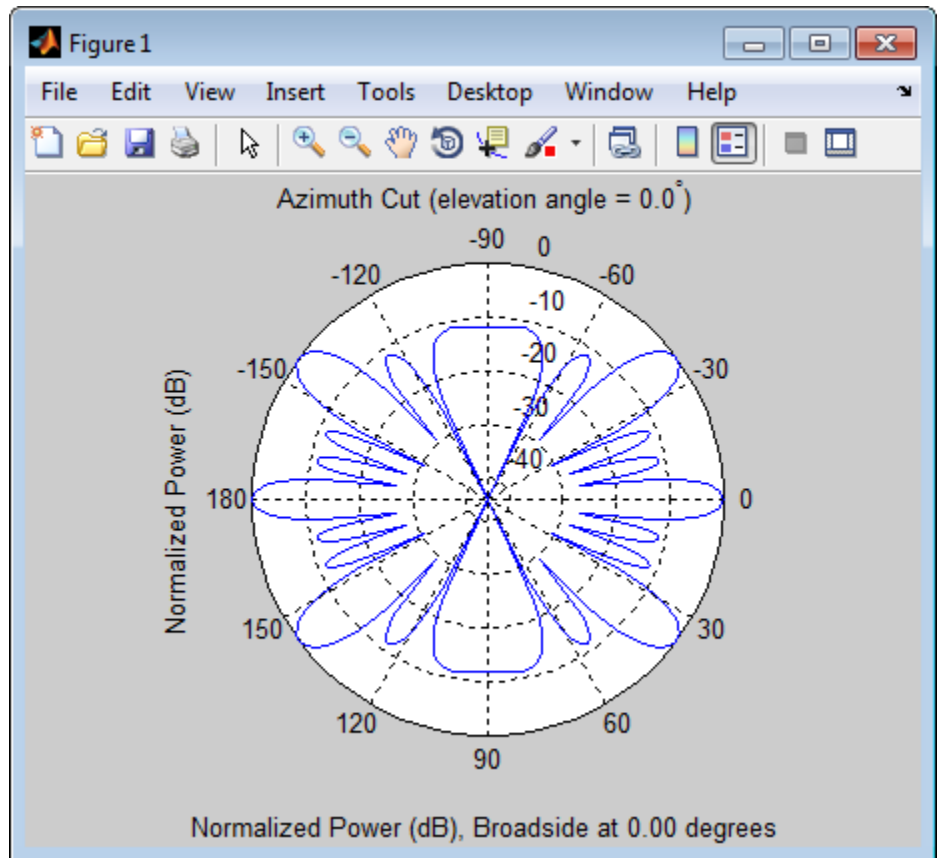 Figure 1
File Edit View Insert Tools Desktop Window Help
Azimuth Cut (elevation angle = 0.0°)
-90 0
-120 -60
-10
-20
-150 -30
-30
-40
Normalized Power (dB)
180 0
150 30
120 60
90
Normalized Power (dB), Broadside at 0.00 degrees